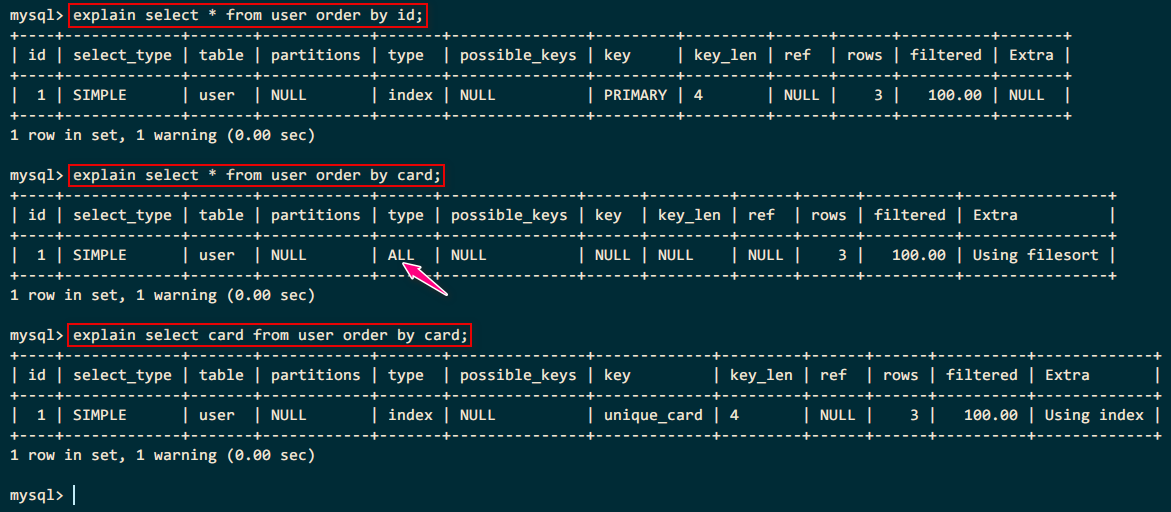 mysql> explain select * from user order by id;
+----+-------------+-------+------------+-------+---------------+---------+---------+------+------+----------+-------+
| id | select_type | table | partitions | type  | possible_keys | key     | key_len | ref  | rows | filtered | Extra |
+----+-------------+-------+------------+-------+---------------+---------+---------+------+------+----------+-------+
|  1 | SIMPLE      | user  | NULL       | index | NULL          | PRIMARY | 4       | NULL |    3 |   100.00 | NULL  |
+----+-------------+-------+------------+-------+---------------+---------+---------+------+------+----------+-------+
1 row in set, 1 warning (0.00 sec)
mysql> explain select * from user order by card;
+----+-------------+-------+------------+------+---------------+------+---------+------+------+----------+----------------+
| id | select_type | table | partitions | type | possible_keys | key  | key_len | ref  | rows | filtered | Extra          |
+----+-------------+-------+------------+------+---------------+------+---------+------+------+----------+----------------+
|  1 | SIMPLE      | user  | NULL       | ALL  | NULL          | NULL | NULL    | NULL |    3 |   100.00 | Using filesort |
+----+-------------+-------+------------+------+---------------+------+---------+------+------+----------+----------------+
1 row in set, 1 warning (0.00 sec)
mysql> explain select card from user order by card;
+----+-------------+-------+------------+-------+---------------+-------------+---------+------+------+----------+-------------+
| id | select_type | table | partitions | type  | possible_keys | key         | key_len | ref  | rows | filtered | Extra       |
+----+-------------+-------+------------+-------+---------------+-------------+---------+------+------+----------+-------------+
|  1 | SIMPLE      | user  | NULL       | index | NULL          | unique_card | 4       | NULL |    3 |   100.00 | Using index |
+----+-------------+-------+------------+-------+---------------+-------------+---------+------+------+----------+-------------+
1 row in set, 1 warning (0.00 sec)
mysql>